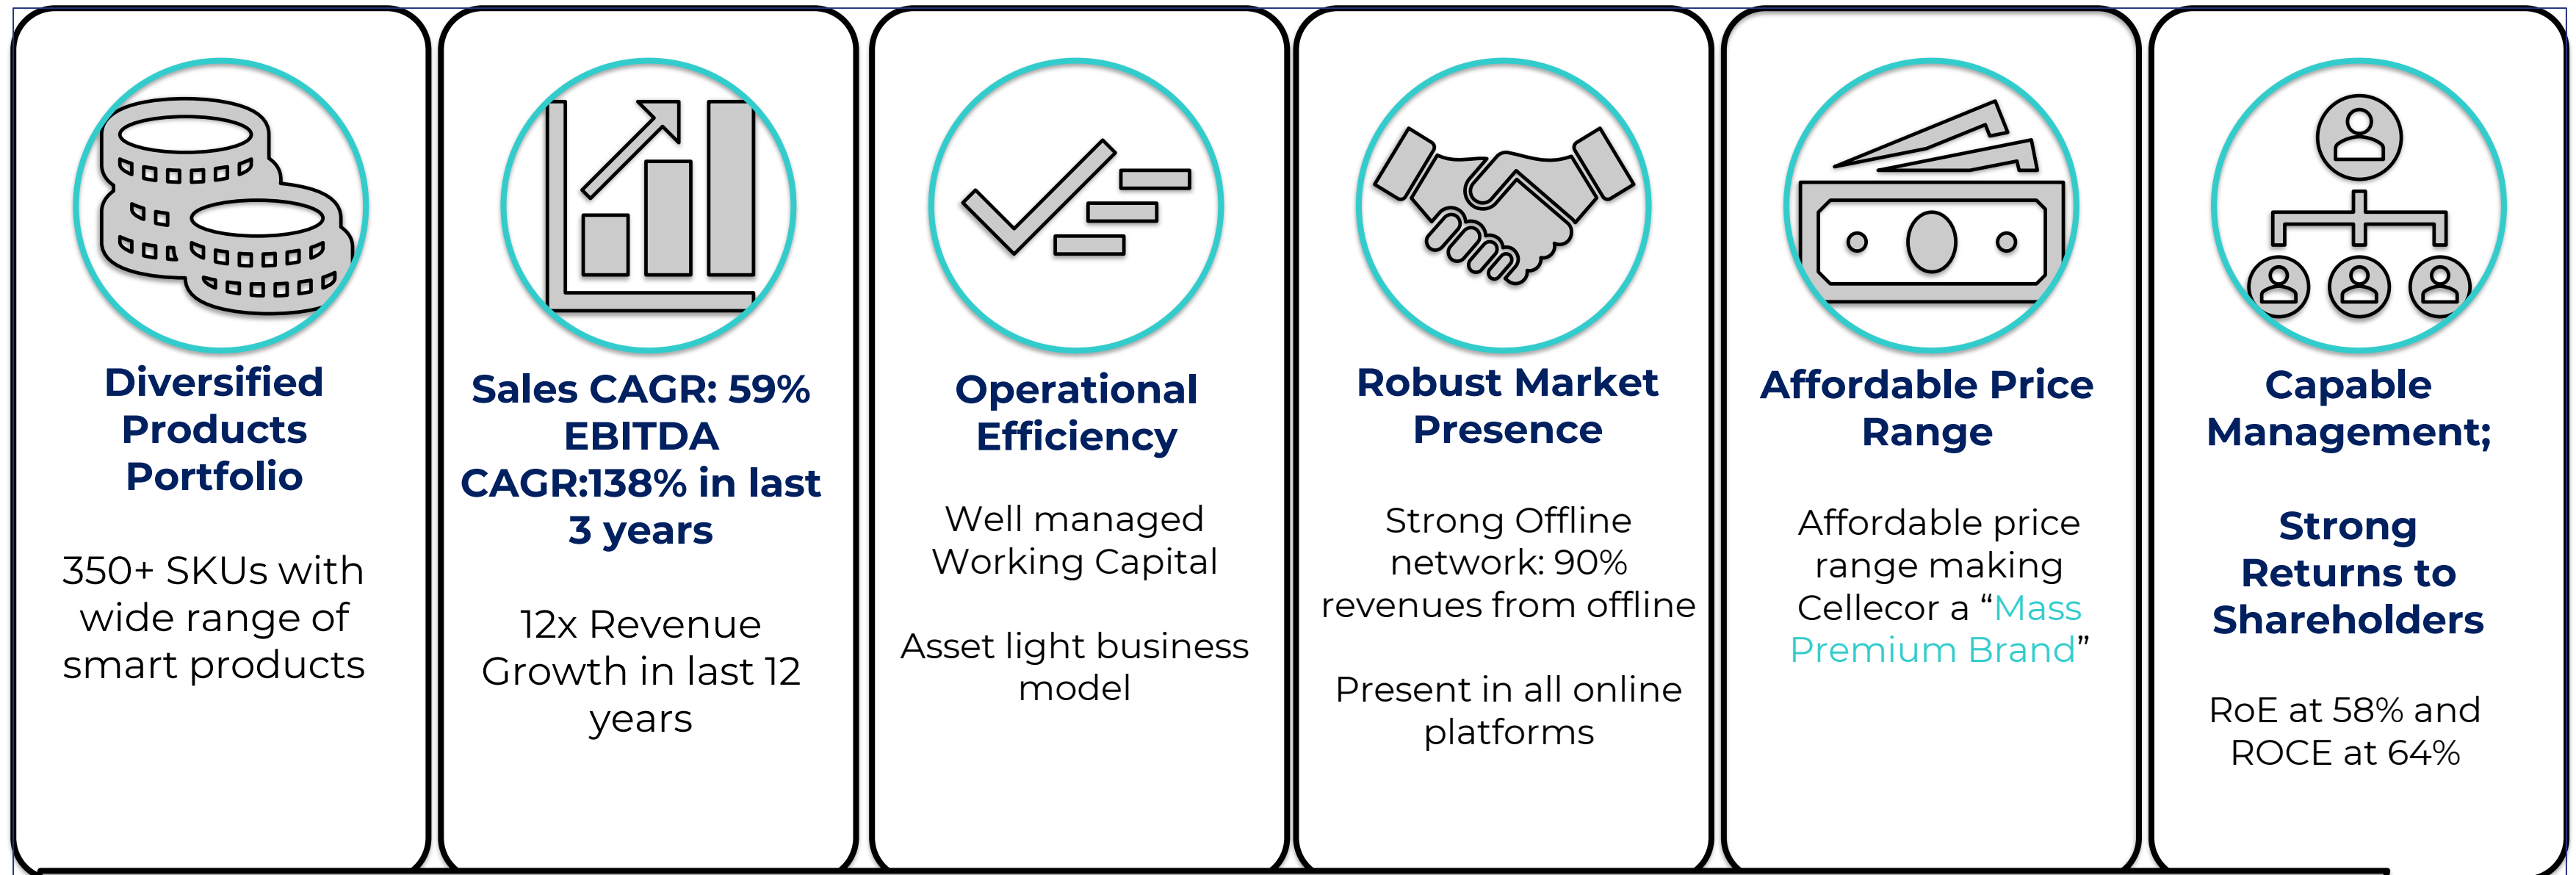 Diversified
Products
Portfolio
350+ SKUs with
wide range of
smart products
Sales CAGR: 59%
EBITDA
CAGR:138% in last
3 years
12x Revenue
Growth in last 12
years
Operational
Efficiency
Well managed
Working Capital
Asset light business
model
Robust Market
Presence
Strong Offline
network: 90%
revenues from offline
Present in all online
platforms
Affordable Price
Range
Affordable price
range making
Cellecor a “Mass
Premium Brand”
Capable
Management;
Strong
Returns to
Shareholders
RoE at 58% and
ROCE at 64%